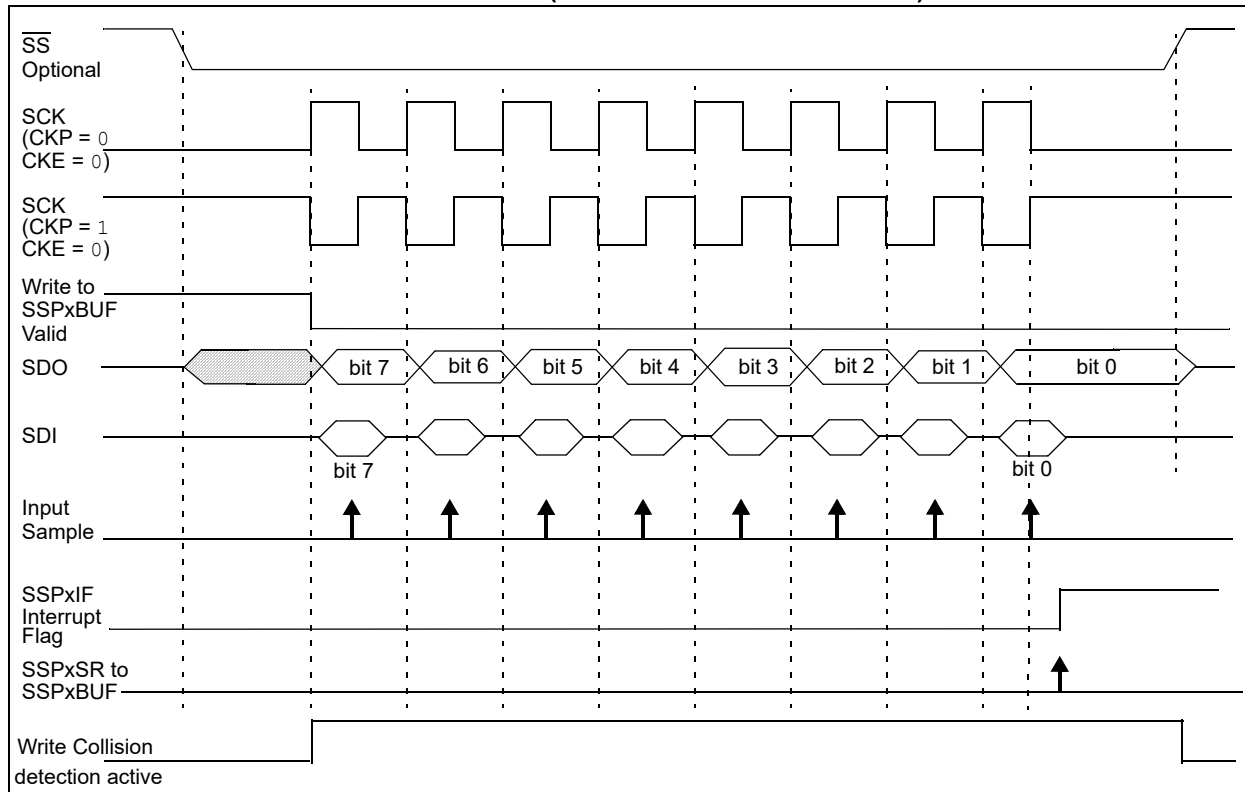 SS
Optional
SCK
(CKP = 0
CKE = 0)
SCK
(CKP = 1
CKE = 0)
Write to
SSPxBUF
Valid
SDO
bit 7 bit 6 bit 5 bit 4 bit 3 bit 2 bit 1 bit 0
SDI
bit 7 bit 0
Input
Sample
SSPxIF
Interrupt
Flag
SSPxSR to
SSPxBUF
Write Collision
detection active